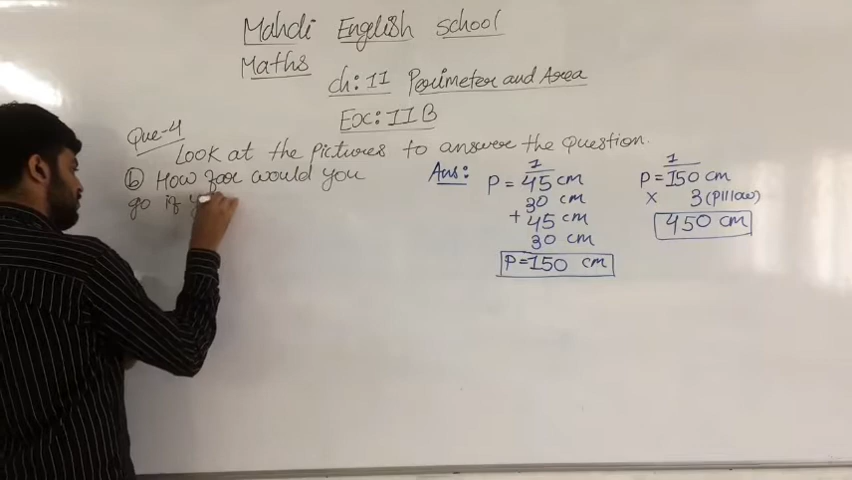 Mahdi English school
Maths
ch: 11 Perimeter and Area
Exc: 11 B
Que-4
Look at the Pictures to answer the Question.
(b) How far would you
go if y
Ans:
1
P = 45 cm
30 cm
+ 45 cm
30 cm
P = 150 cm
1
P = 150 cm
x 3 (Pillow)
450 cm